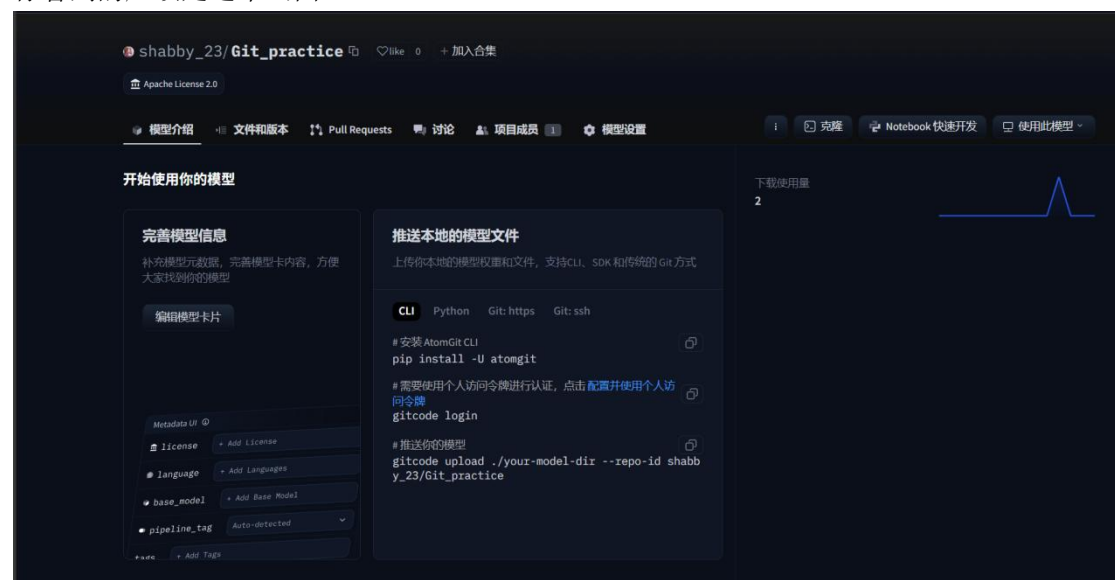 shabby_23/Git_practice like 0 + 加入合集
Apache License 2.0
模型介绍 文件和版本 Pull Requests 讨论 项目成员 1 模型设置 克隆 Notebook 快速开发 使用此模型
开始使用你的模型
下载使用量
2
完善模型信息
补充模型元数据，完善模型卡内容，方便
大家找到你的模型
编辑模型卡片
Metadata UI
license + Add License
language + Add Languages
base_model + Add Base Model
pipeline_tag Auto-detected
tags + Add Tags
推送本地的模型文件
上传你本地的模型权重和文件，支持CLI、SDK 和传统的 Git 方式
CLI Python Git: https Git: ssh
# 安装 AtomGit CLI
pip install -U atomgit
# 需要使用个人访问令牌进行认证，点击 配置并使用个人访
问令牌
gitcode login
# 推送你的模型
gitcode upload ./your-model-dir --repo-id shabb
y_23/Git_practice